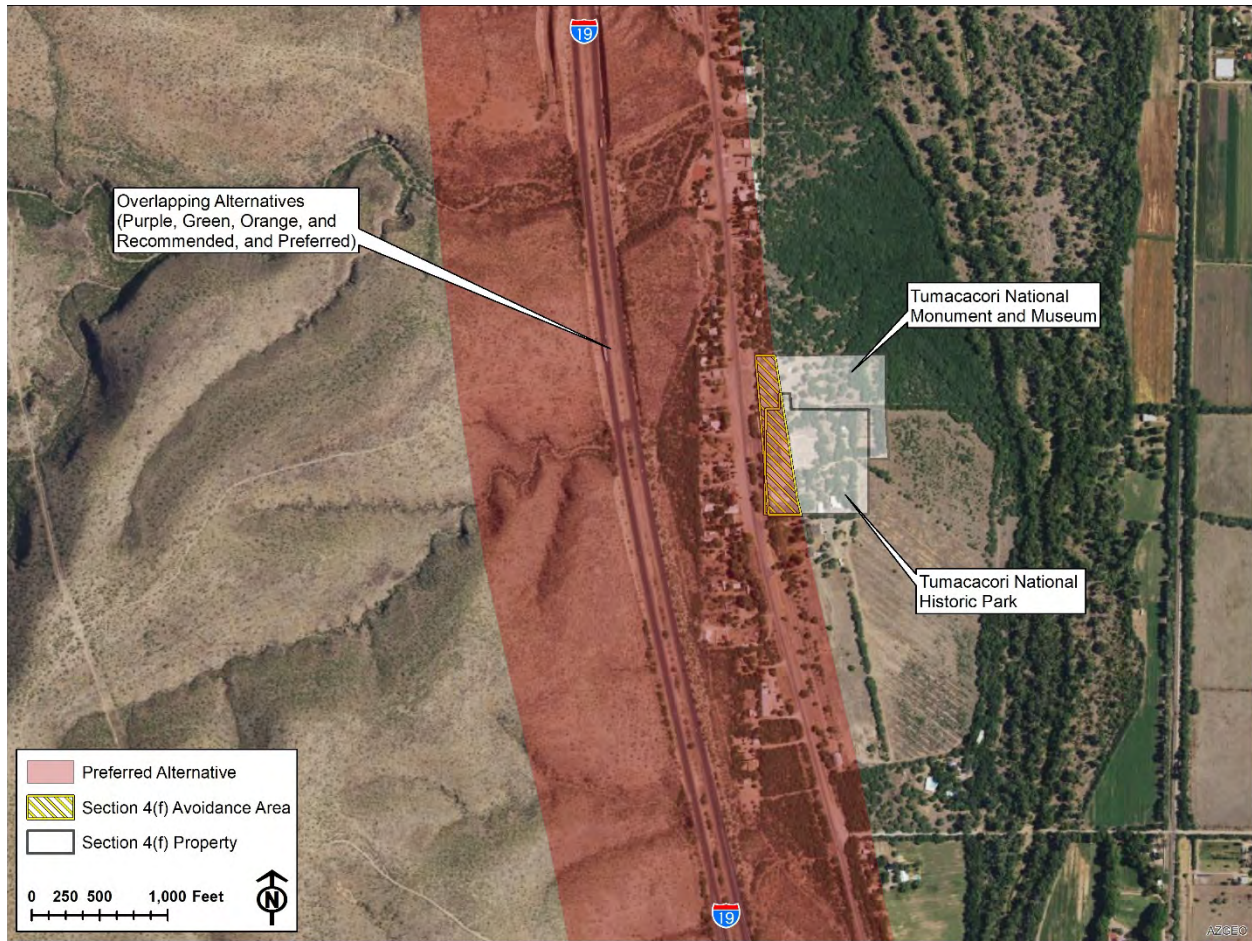 19
Overlapping Alternatives
(Purple, Green, Orange, and
Recommended, and Preferred)
Tumacacori National
Monument and Museum
Tumacacori National
Historic Park
Preferred Alternative
Section 4(f) Avoidance Area
Section 4(f) Property
0 250 500 1,000 Feet
N
19
AZGEO